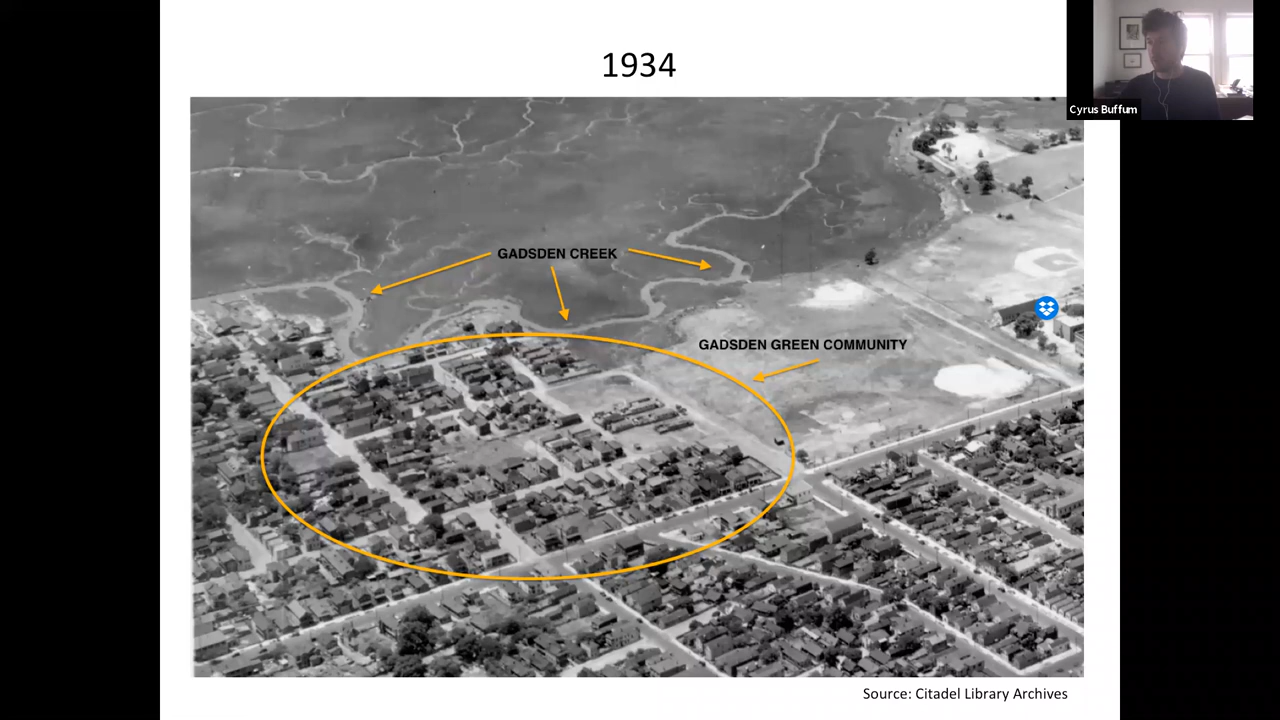 1934
Cyrus Buffum
GADSDEN CREEK
GADSDEN GREEN COMMUNITY
Source: Citadel Library Archives